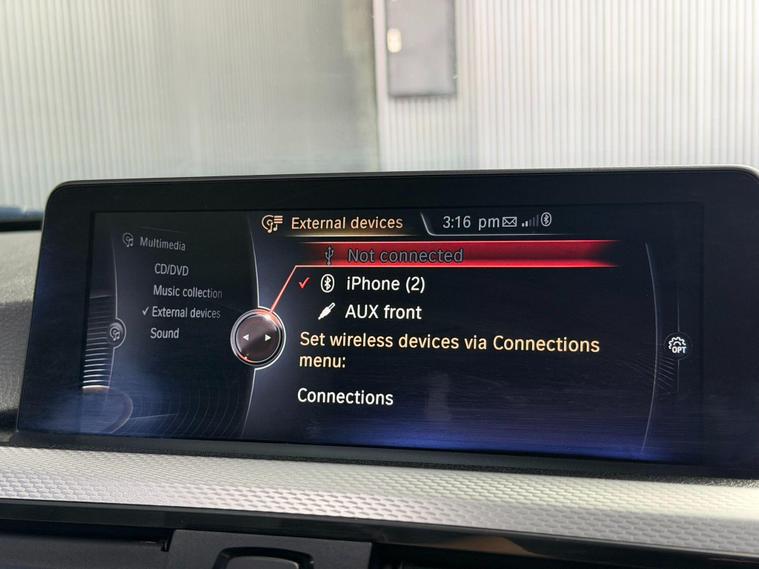 External devices
3:16 pm
Multimedia
CD/DVD
Music collection
External devices
Sound
Not connected
iPhone (2)
AUX front
Set wireless devices via Connections
menu:
Connections
OPT